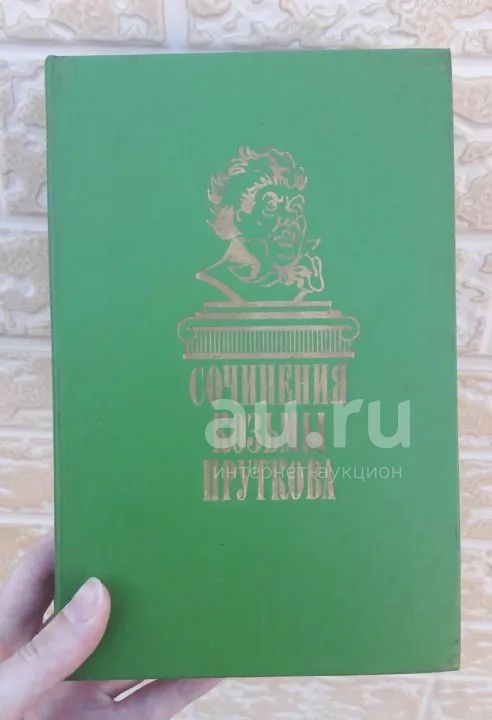 СОЧИНЕНИЯ
КОЗЬМЫ
ПРУТКОВА
au.ru
интернет-аукцион